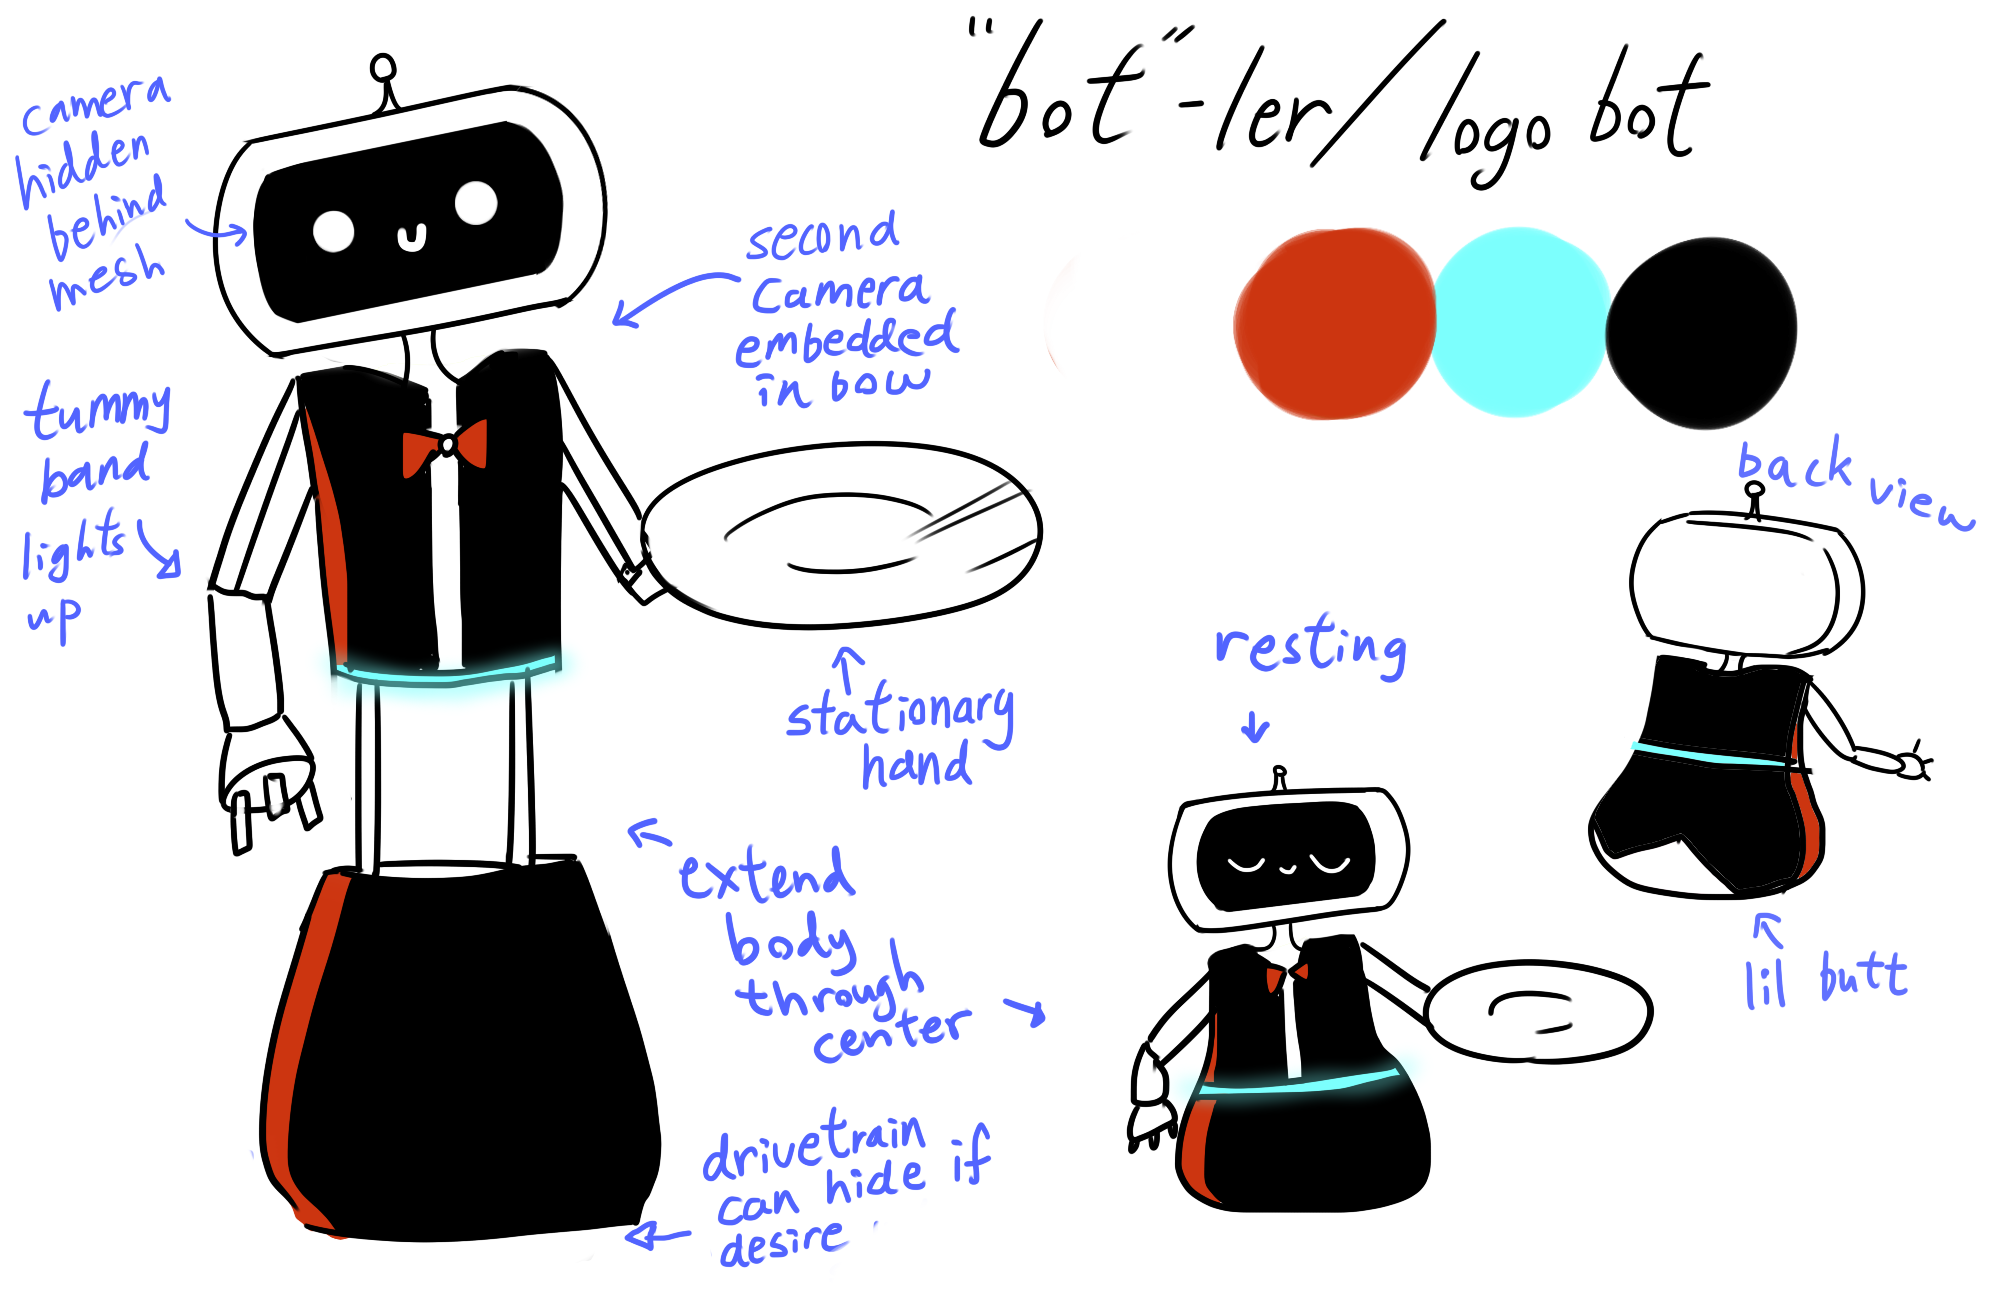 "bot"-ler/logo bot
camera
hidden
behind
mesh
second
camera
embedded
in bow
tummy
band
lights
up
stationary
hand
extend
body
through
center
drivetrain
can hide if
desire
resting
back view
lil butt